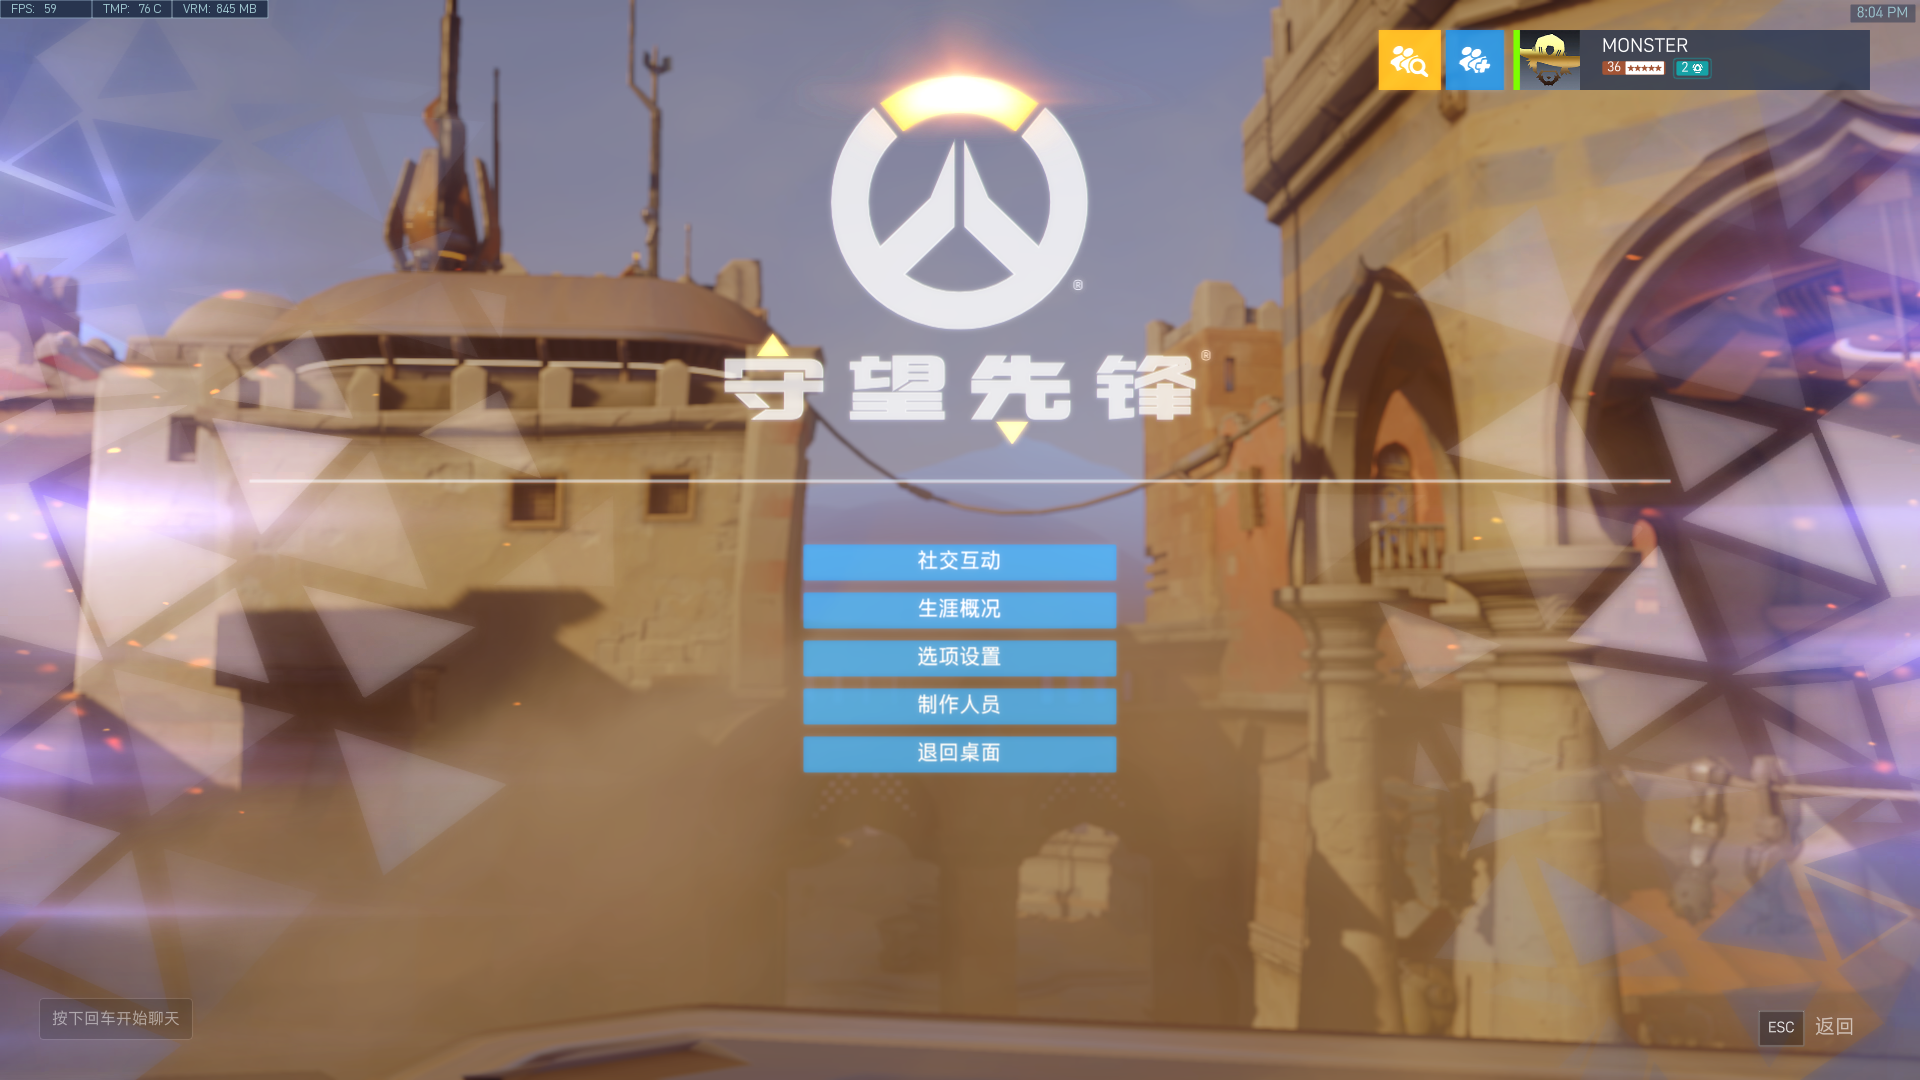 FPS: 59 TMP: 76 C VRM: 845 MB
8:04 PM
MONSTER
36 ★★★★★ 2
®
守望先锋®
社交互动
生涯概况
选项设置
制作人员
退回桌面
按下回车开始聊天
ESC 返回